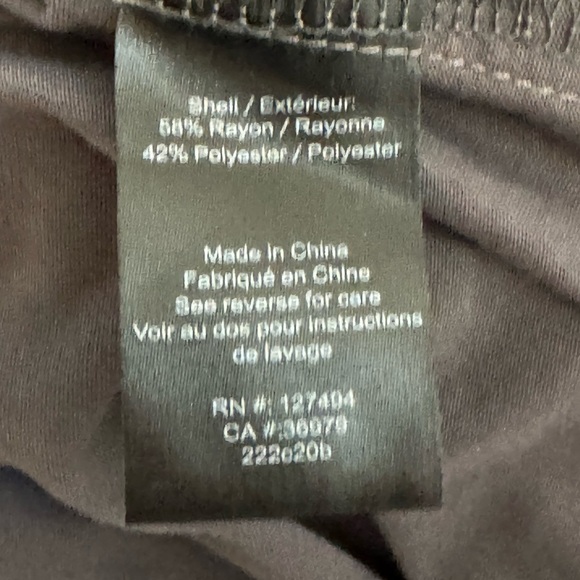 Shell / Extérieur:
58% Rayon / Rayonne
42% Polyester / Polyester
Made in China
Fabriqué en Chine
See reverse for care
Voir au dos pour instructions
de lavage
RN #: 127404
CA #:36979
222c20b